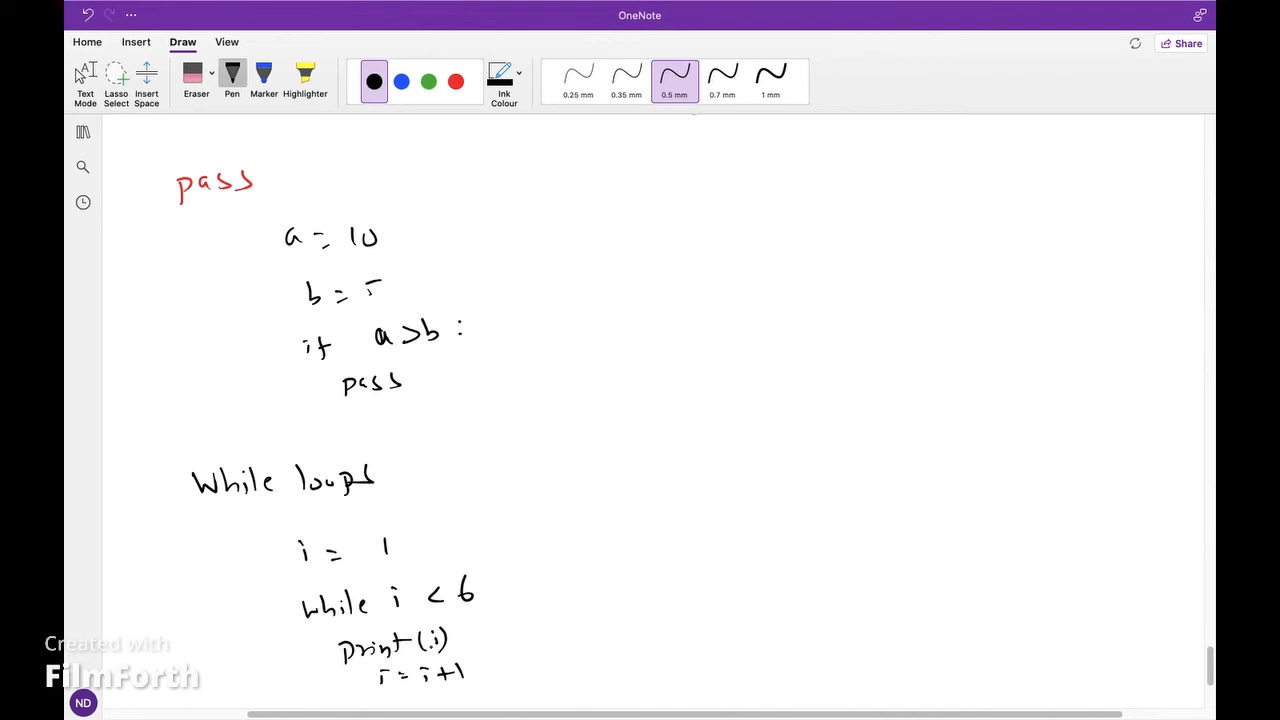 OneNote
Home Insert Draw View
Share
Text Mode
Lasso Select
Insert Space
Eraser
Pen
Marker
Highlighter
Ink Colour
0.25 mm
0.35 mm
0.5 mm
0.7 mm
1 mm
pass
a = 10
b = 5
if a > b :
pass
While loops
i = 1
while i < 6
print(i)
i = i+1
Created with
FilmForth
ND